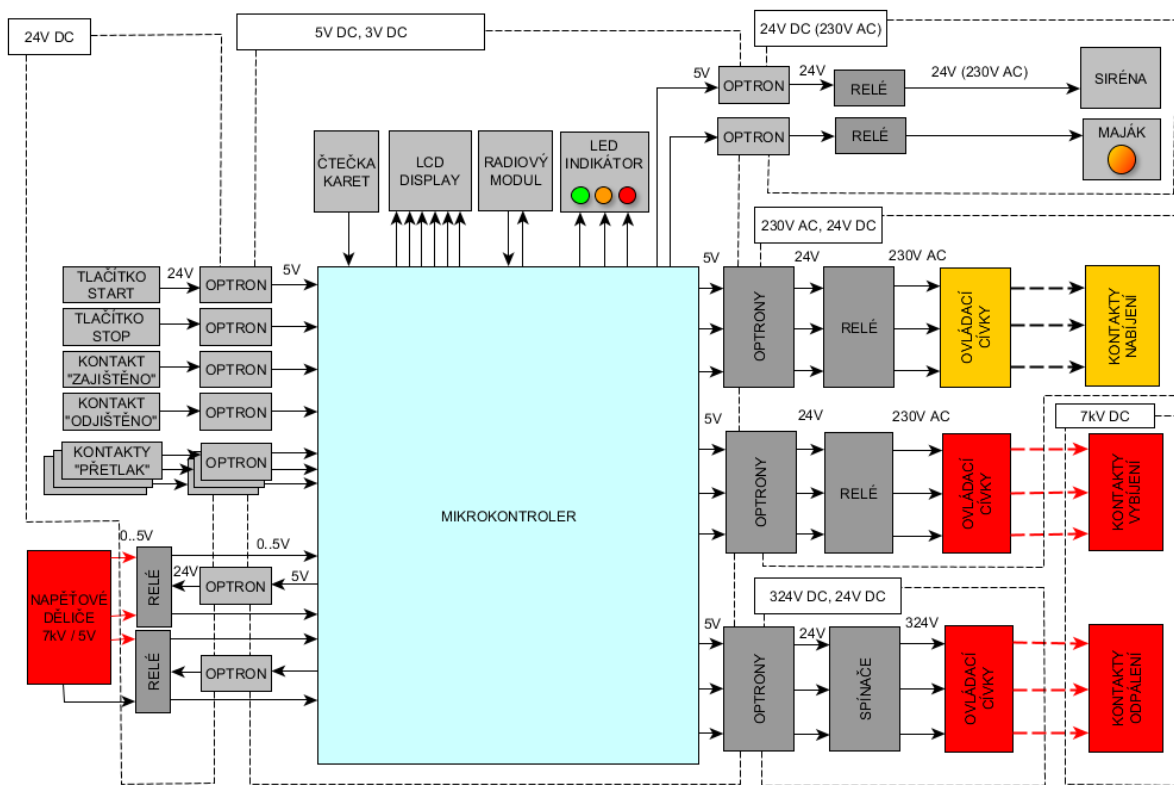 24V DC
5V DC, 3V DC
24V DC (230V AC)
5V
OPTRON
24V
RELÉ
24V (230V AC)
SIRÉNA
OPTRON
RELÉ
MAJÁK
ČTEČKA
KARET
LCD
DISPLAY
RADIOVÝ
MODUL
LED
INDIKÁTOR
230V AC, 24V DC
TLAČÍTKO
START
24V
OPTRON
5V
TLAČÍTKO
STOP
OPTRON
KONTAKT
"ZAJIŠTĚNO"
OPTRON
KONTAKT
"ODJIŠTĚNO"
OPTRON
KONTAKTY
"PŘETLAK"
OPTRON
MIKROKONTROLER
5V
OPTRONY
24V
RELÉ
230V AC
OVLÁDACÍ
CÍVKY
KONTAKTY
NABÍJENÍ
7kV DC
5V
OPTRONY
24V
RELÉ
230V AC
OVLÁDACÍ
CÍVKY
KONTAKTY
VYBÍJENÍ
NAPĚŤOVÉ
DĚLIČE
7kV / 5V
0..5V
RELÉ
0..5V
24V
OPTRON
5V
RELÉ
OPTRON
324V DC, 24V DC
5V
OPTRONY
24V
SPÍNAČE
324V
OVLÁDACÍ
CÍVKY
KONTAKTY
ODPÁLENÍ